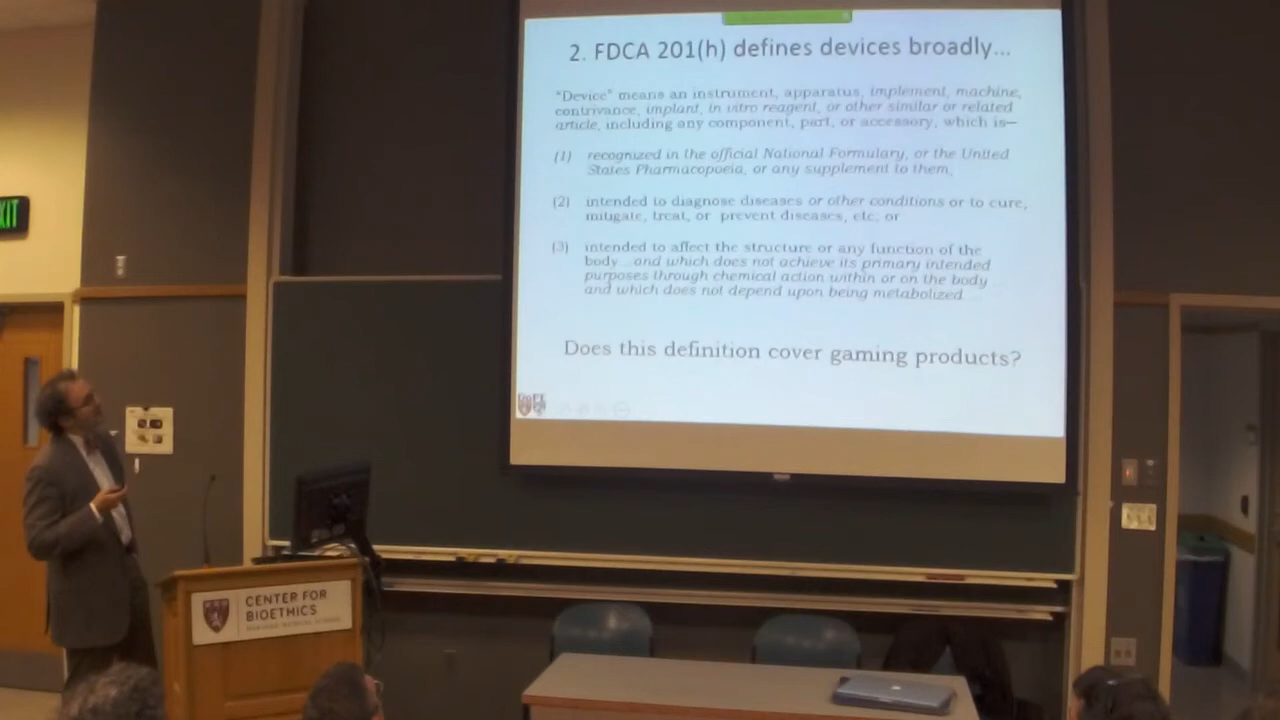 2. FDCA 201(h) defines devices broadly...
"Device" means an instrument, apparatus, implement, machine,
contrivance, implant, in vitro reagent, or other similar or related
article, including any component, part, or accessory, which is—
(1) recognized in the official National Formulary, or the United
States Pharmacopoeia, or any supplement to them,
(2) intended to diagnose diseases or other conditions or to cure,
mitigate, treat, or prevent diseases, etc. or
(3) intended to affect the structure or any function of the
body...and which does not achieve its primary intended
purposes through chemical action within or on the body
and which does not depend upon being metabolized
Does this definition cover gaming products?
EXIT
CENTER FOR
BIOETHICS
HARVARD MEDICAL SCHOOL